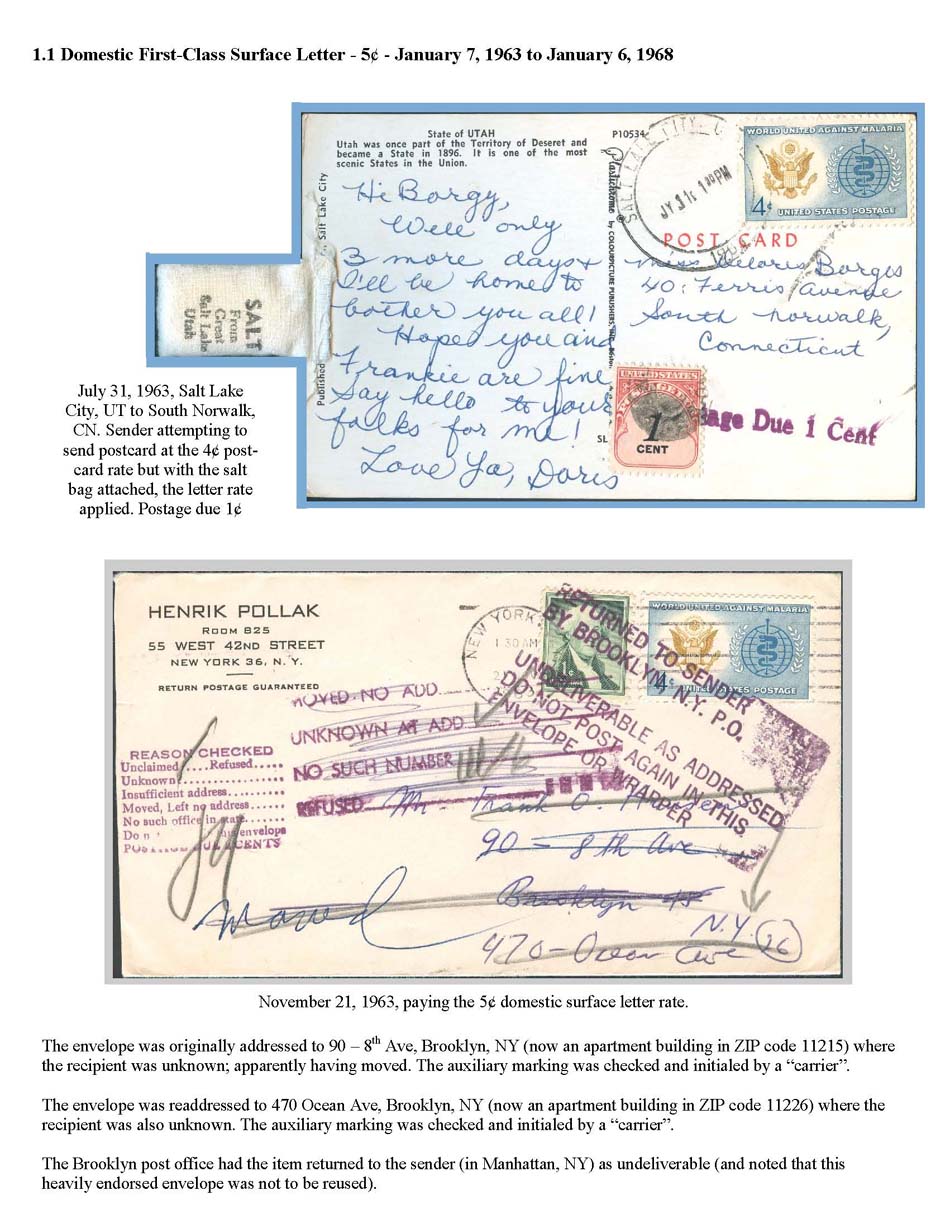 1.1 Domestic First-Class Surface Letter - 5¢ - January 7, 1963 to January 6, 1968
State of UTAH
Utah was once part of the Territory of Deseret and
became a State in 1896. It is one of the most
scenic States in the Union.
P10534
SALT LAKE CITY
JY 31 1 PM
WORLD UNITED AGAINST MALARIA
4¢ UNITED STATES POSTAGE
Hi Borgy,
Well only
3 more days &
I'll be home to
bother you all!
Hope you and
Frankie are fine
Say hello to your
folks for me!
Love Ya, Doris
Published
Salt Lake City
Plastichrome by COLOURPICTURE PUBLISHERS, INC.
POST CARD
Miss Deloris Borges
40 Ferris avenue
South Norwalk,
Connecticut
SL
UNITED STATES
1
CENT
age Due 1 Cent
SALT
From
Great
Salt Lake
Utah
July 31, 1963, Salt Lake
City, UT to South Norwalk,
CN. Sender attempting to
send postcard at the 4¢ post-
card rate but with the salt
bag attached, the letter rate
applied. Postage due 1¢
HENRIK POLLAK
ROOM 825
55 WEST 42ND STREET
NEW YORK 36, N. Y.
RETURN POSTAGE GUARANTEED
NEW YORK
1 30 AM
1¢
WORLD UNITED AGAINST MALARIA
4¢ UNITED STATES POSTAGE
RETURNED TO SENDER
BY BROOKLYN, N.Y. P.O.
UNDELIVERABLE AS ADDRESSED
DO NOT POST AGAIN IN THIS
ENVELOPE OR WRAPPER
MOVED NO ADD
UNKNOWN AT ADD
NO SUCH NUMBER
REFUSED
REASON CHECKED
Unclaimed.....Refused.....
Unknown
Insufficient address
Moved, Left no address
No such office in state
Do n this envelope
POSTAGE DUE CENTS
Mr. Frank O.
90 - 8th Ave
Brooklyn 15
N.Y. 26
470 - Ocean Ave
Moved
November 21, 1963, paying the 5¢ domestic surface letter rate.
The envelope was originally addressed to 90 – 8th Ave, Brooklyn, NY (now an apartment building in ZIP code 11215) where
the recipient was unknown; apparently having moved. The auxiliary marking was checked and initialed by a “carrier”.
The envelope was readdressed to 470 Ocean Ave, Brooklyn, NY (now an apartment building in ZIP code 11226) where the
recipient was also unknown. The auxiliary marking was checked and initialed by a “carrier”.
The Brooklyn post office had the item returned to the sender (in Manhattan, NY) as undeliverable (and noted that this
heavily endorsed envelope was not to be reused).